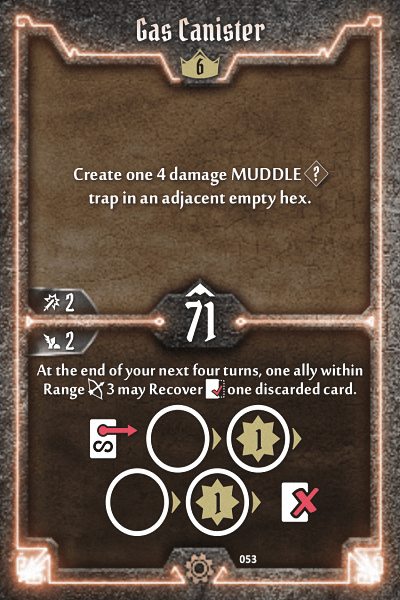 Gas Canister
6
Create one 4 damage MUDDLE ?
trap in an adjacent empty hex.
2
71
2
At the end of your next four turns, one ally within
Range 3 may Recover one discarded card.
S
1
1
053